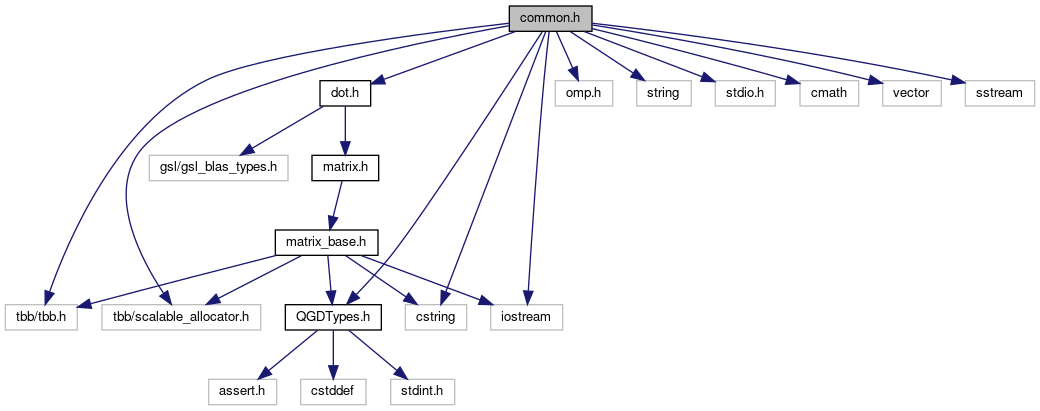 common.h
dot.h
omp.h
string
stdio.h
cmath
vector
sstream
gsl/gsl_blas_types.h
matrix.h
matrix_base.h
tbb/tbb.h
tbb/scalable_allocator.h
QGDTypes.h
cstring
iostream
assert.h
cstddef
stdint.h